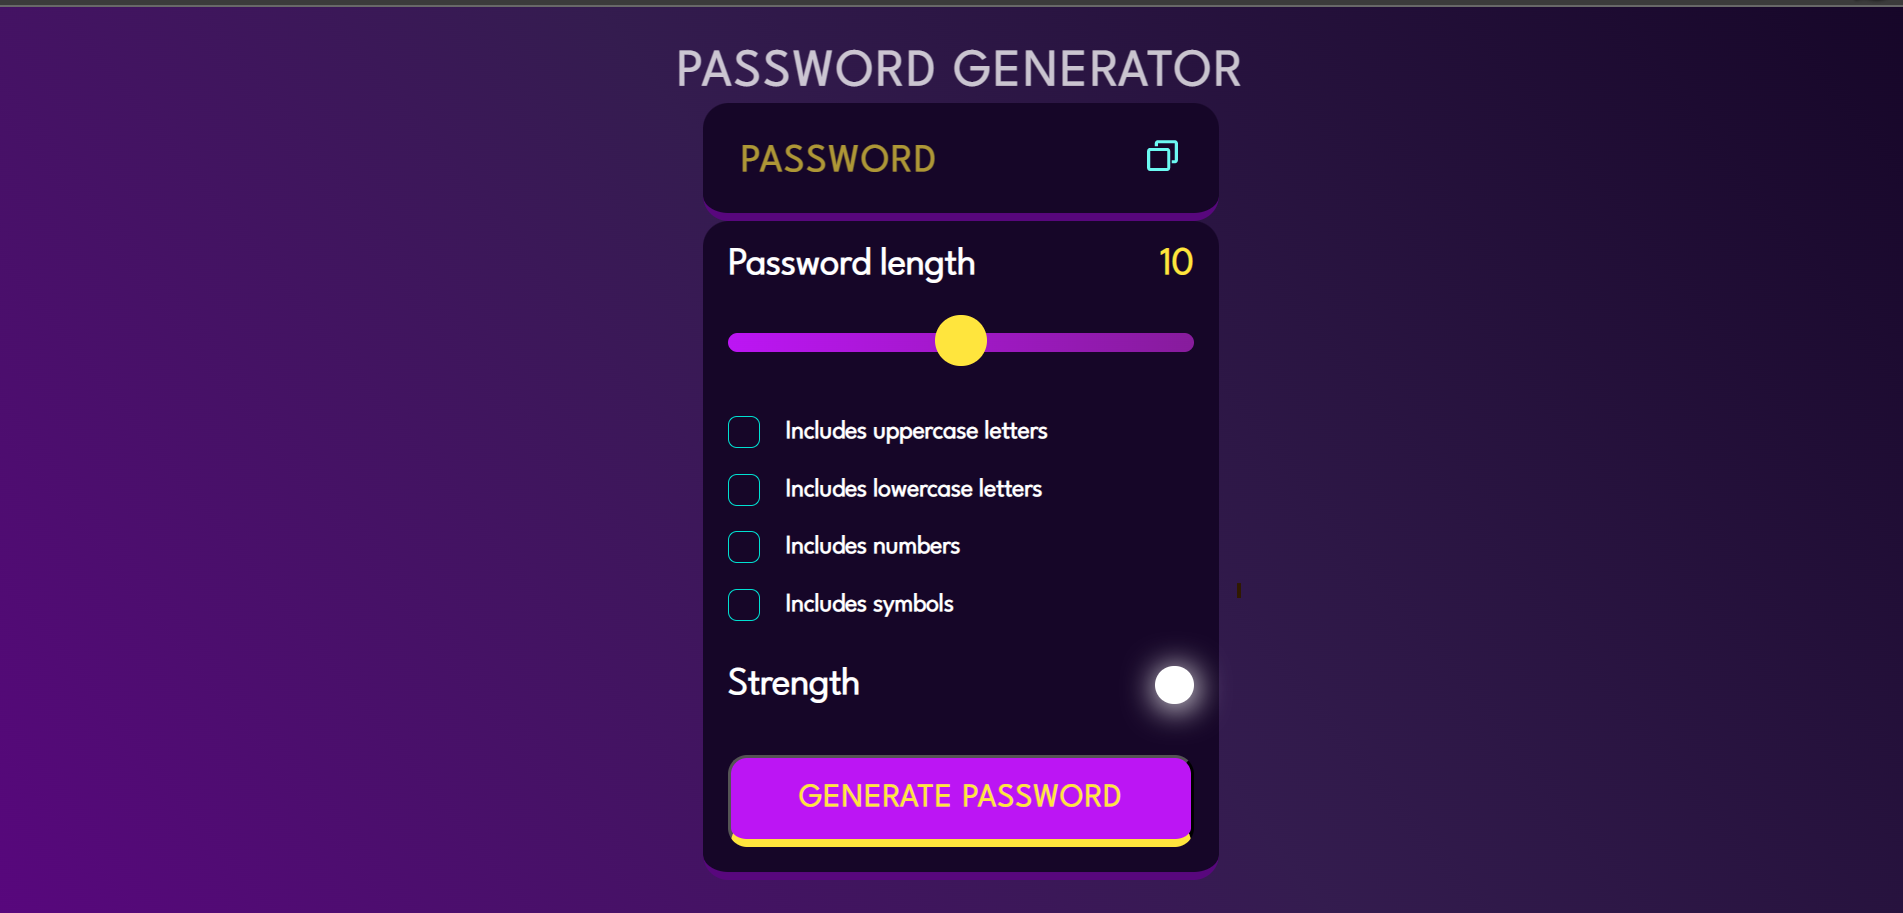 PASSWORD GENERATOR
PASSWORD
Password length 10
Includes uppercase letters
Includes lowercase letters
Includes numbers
Includes symbols
Strength
GENERATE PASSWORD